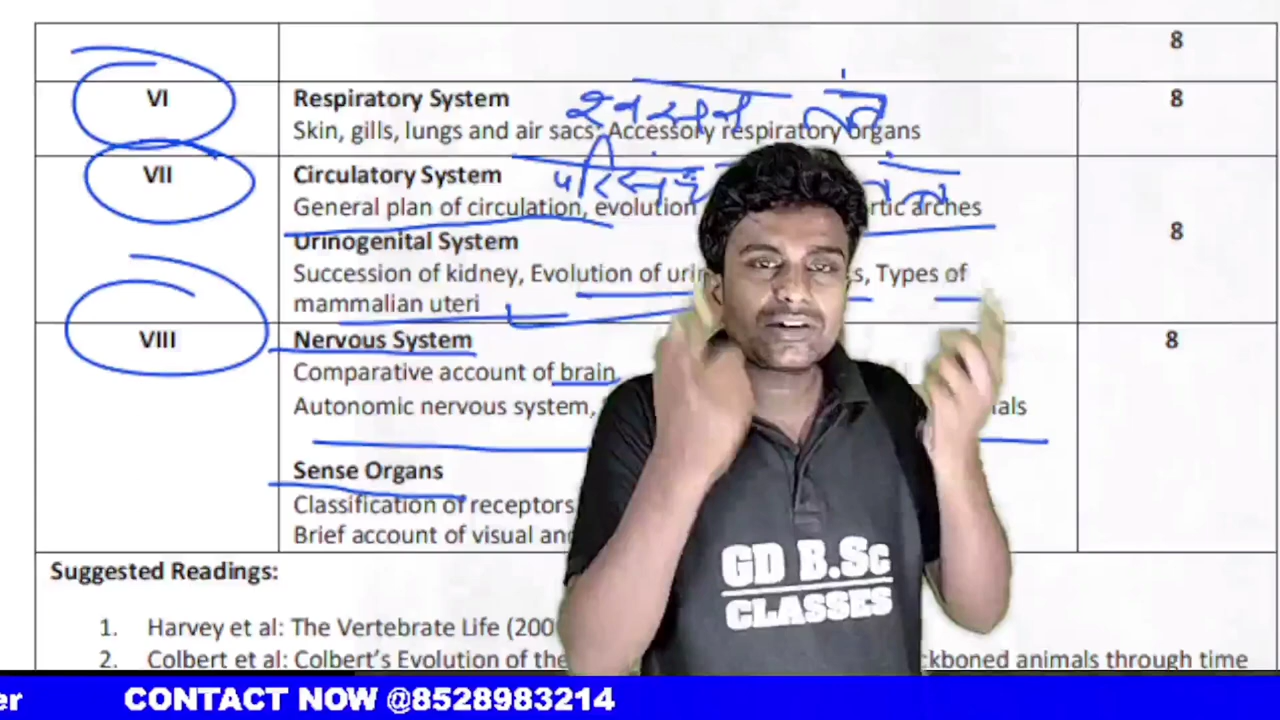 8
VI
Respiratory System
श्वसन तंत्र
8
Skin, gills, lungs and air sacs; Accessory respiratory organs
VII
Circulatory System
General plan of circulation, evolution
rtic arches
Urinogenital System
8
Succession of kidney, Evolution of urin
s, Types of
mammalian uteri
VIII
Nervous System
8
Comparative account of brain
Autonomic nervous system,
als
Sense Organs
Classification of receptors
Brief account of visual and
Suggested Readings:
1. Harvey et al: The Vertebrate Life (200
2. Colbert et al: Colbert's Evolution of the
ckboned animals through time
GD B.Sc
CLASSES
er CONTACT NOW @8528983214